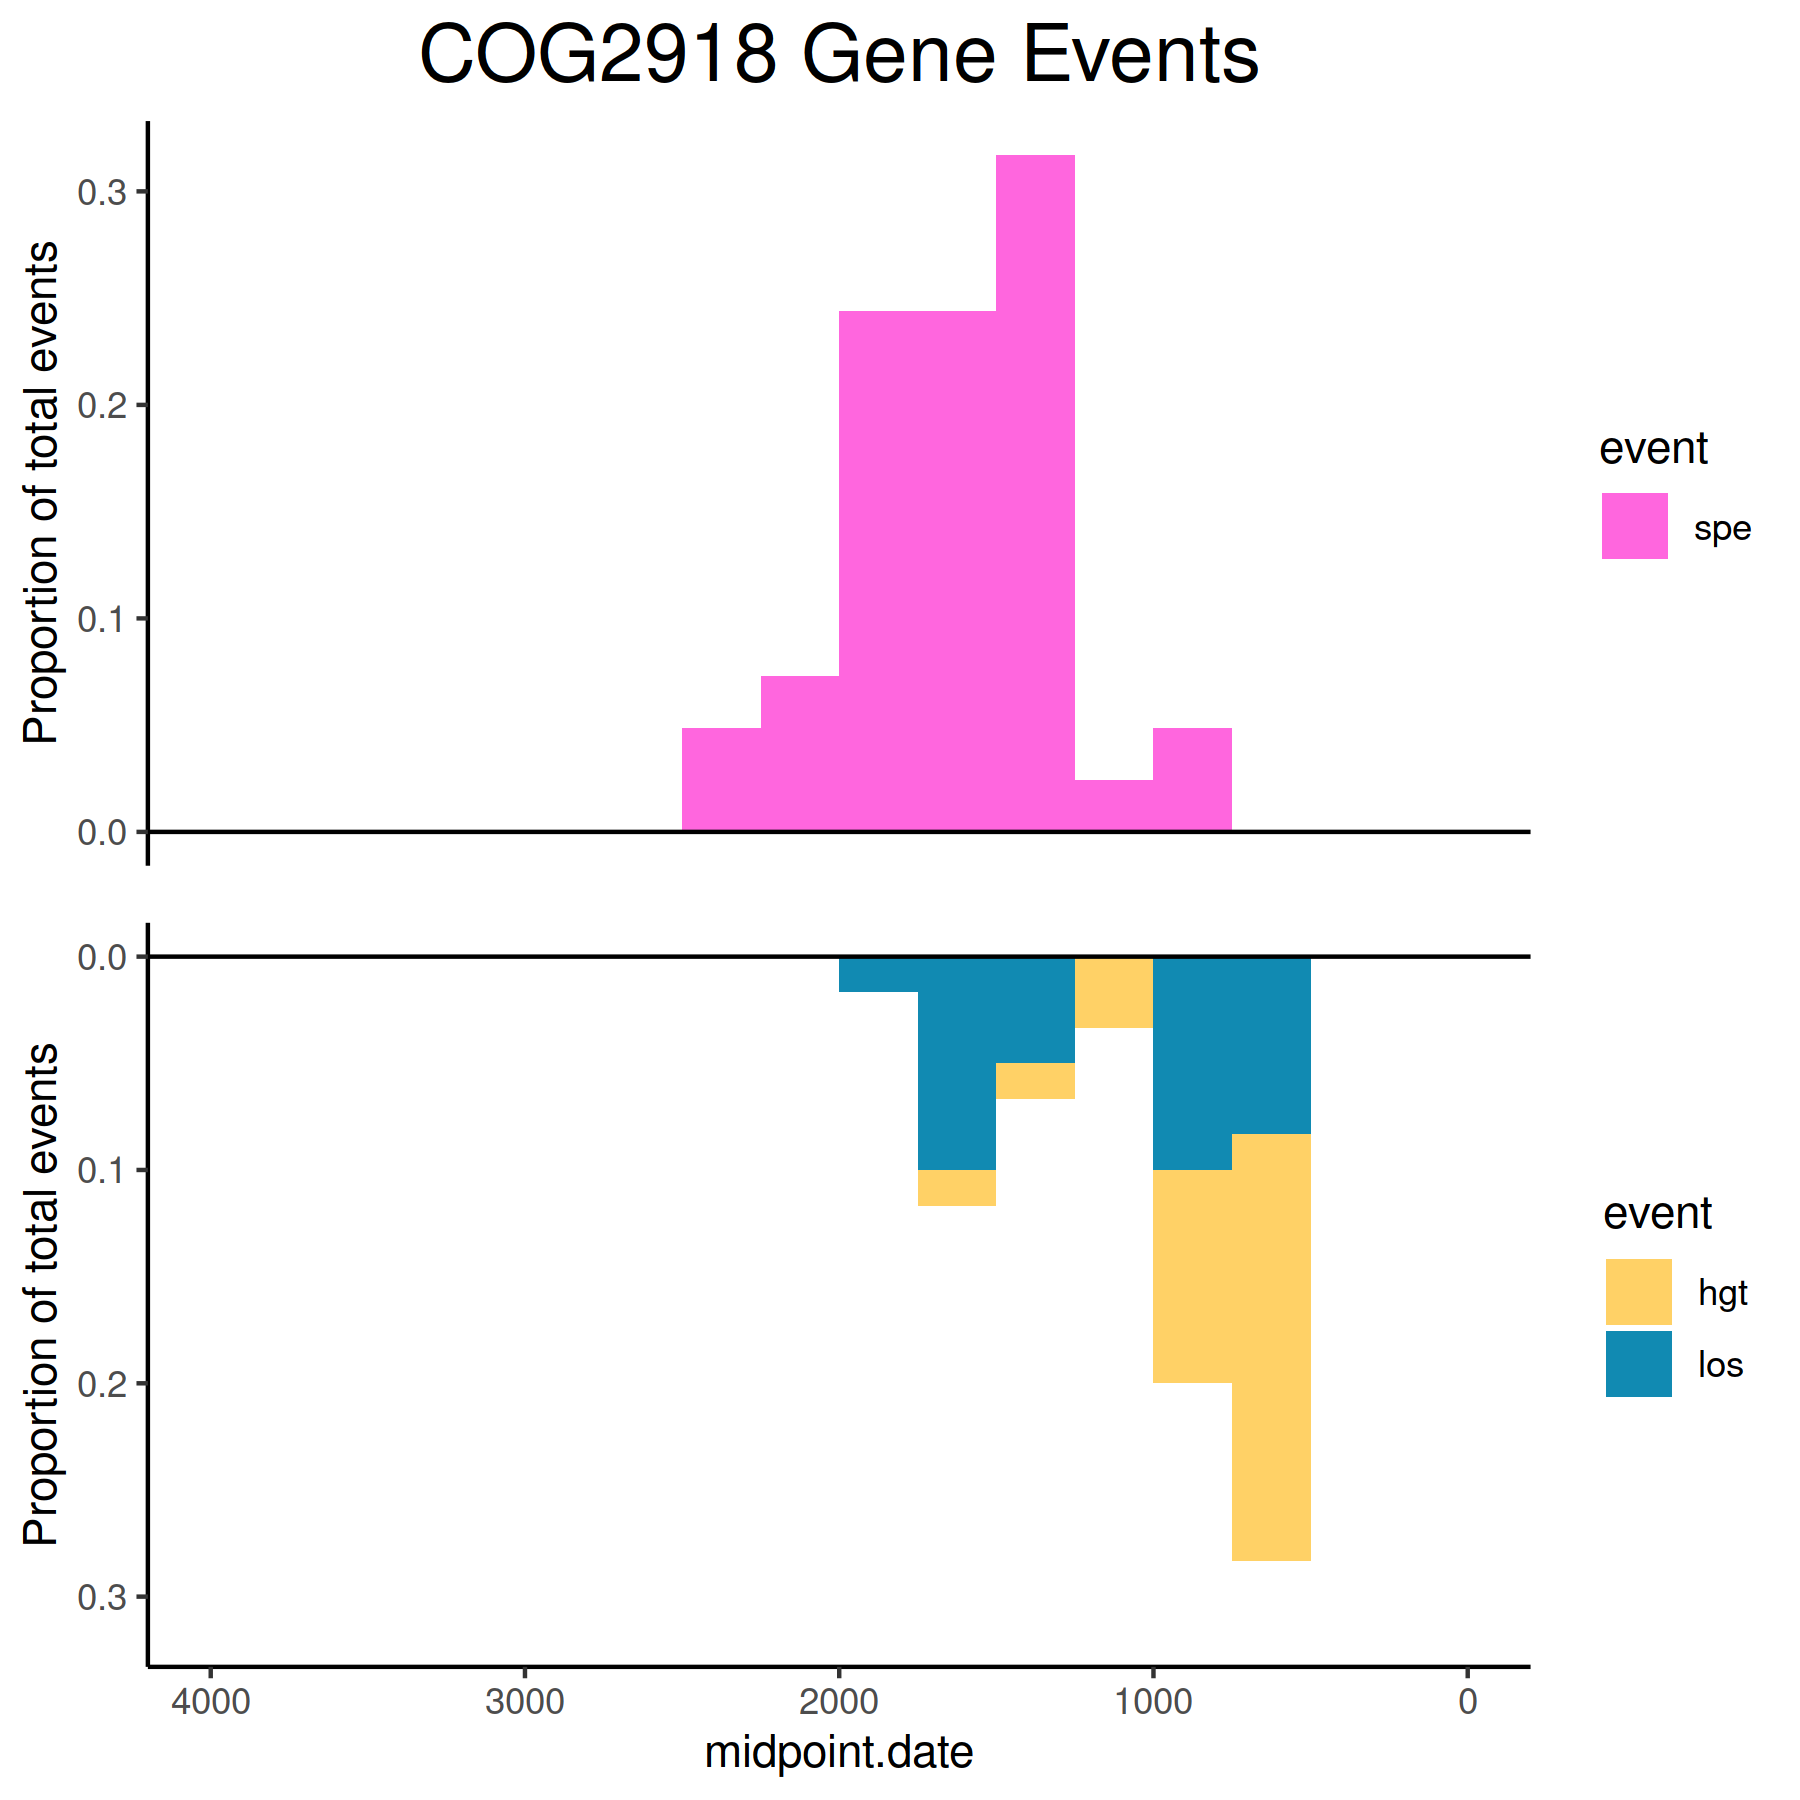 COG2918 Gene Events
Proportion of total events
0.3
0.2
0.1
0.0
event
spe
Proportion of total events
0.0
0.1
0.2
0.3
event
hgt
los
4000 3000 2000 1000 0
midpoint.date